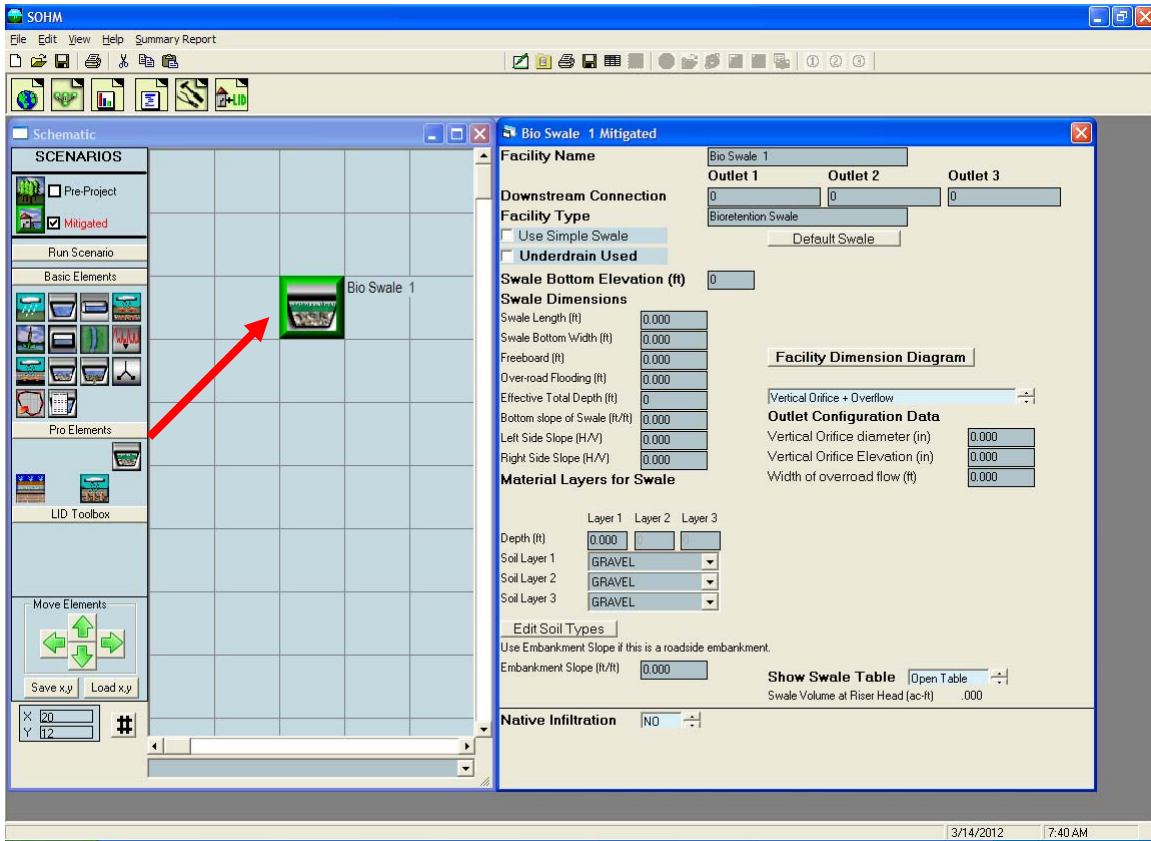 SOHM
File Edit View Help Summary Report
+LID
Schematic
SCENARIOS
Pre-Project
Mitigated
Run Scenario
Basic Elements
Pro Elements
LID Toolbox
Move Elements
Save x,y Load x,y
X 20
Y 12
#
Bio Swale 1
Bio Swale 1 Mitigated
Facility Name Bio Swale 1
Outlet 1 Outlet 2 Outlet 3
Downstream Connection 0 0 0
Facility Type Bioretention Swale
Use Simple Swale Default Swale
Underdrain Used
Swale Bottom Elevation (ft) 0
Swale Dimensions
Swale Length (ft) 0.000
Swale Bottom Width (ft) 0.000
Freeboard (ft) 0.000
Over-road Flooding (ft) 0.000
Effective Total Depth (ft) 0
Bottom slope of Swale (ft/ft) 0.000
Left Side Slope (H/V) 0.000
Right Side Slope (H/V) 0.000
Facility Dimension Diagram
Vertical Orifice + Overflow
Outlet Configuration Data
Vertical Orifice diameter (in) 0.000
Vertical Orifice Elevation (in) 0.000
Width of overroad flow (ft) 0.000
Material Layers for Swale
Layer 1 Layer 2 Layer 3
Depth (ft) 0.000 0 0
Soil Layer 1 GRAVEL
Soil Layer 2 GRAVEL
Soil Layer 3 GRAVEL
Edit Soil Types
Use Embankment Slope if this is a roadside embankment.
Embankment Slope (ft/ft) 0.000
Show Swale Table Open Table
Swale Volume at Riser Head (ac-ft) .000
Native Infiltration NO
3/14/2012 7:40 AM